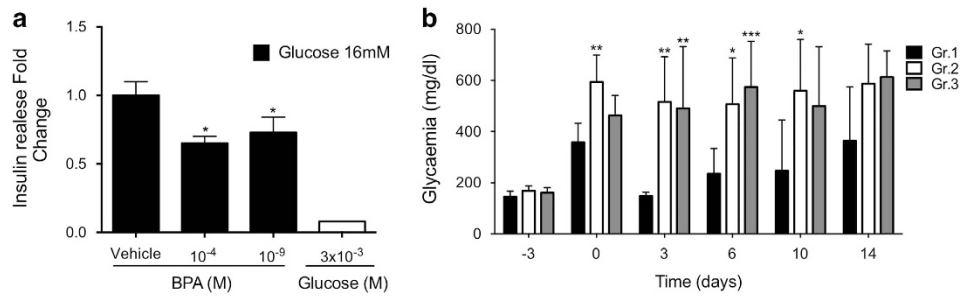 a
Insulin realese Fold
Change
1.5
1.0
0.5
0.0
Glucose 16mM
*
*
Vehicle 10⁻⁴ 10⁻⁹ 3x10⁻³
BPA (M) Glucose (M)
b
Glycaemia (mg/dl)
800
600
400
200
0
** ** ** * *** *
Gr.1
Gr.2
Gr.3
-3 0 3 6 10 14
Time (days)